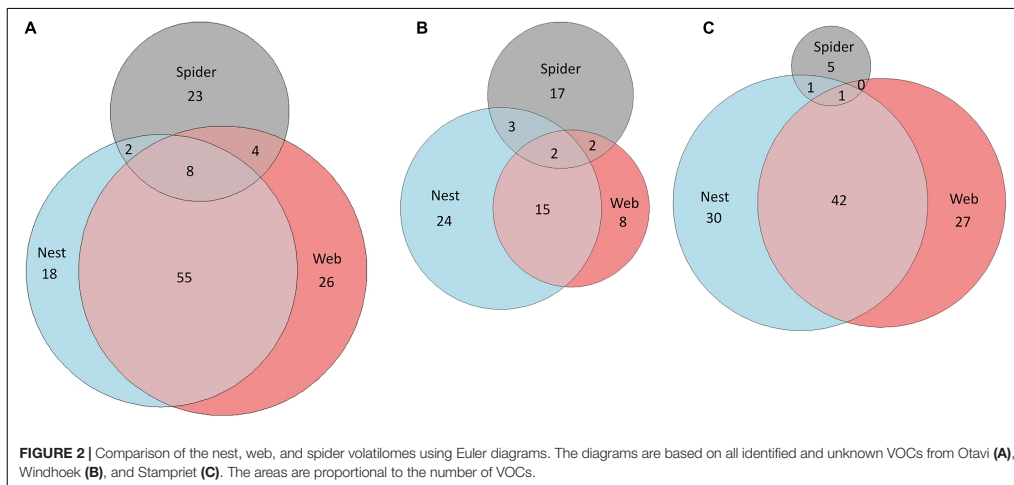 A
Spider
23
2
4
8
Nest
18
55
Web
26
B
Spider
17
3
2
2
Nest
24
15
Web
8
C
Spider
5
1
0
1
Nest
30
42
Web
27
FIGURE 2 | Comparison of the nest, web, and spider volatilomes using Euler diagrams. The diagrams are based on all identified and unknown VOCs from Otavi (A),
Windhoek (B), and Stampriet (C). The areas are proportional to the number of VOCs.